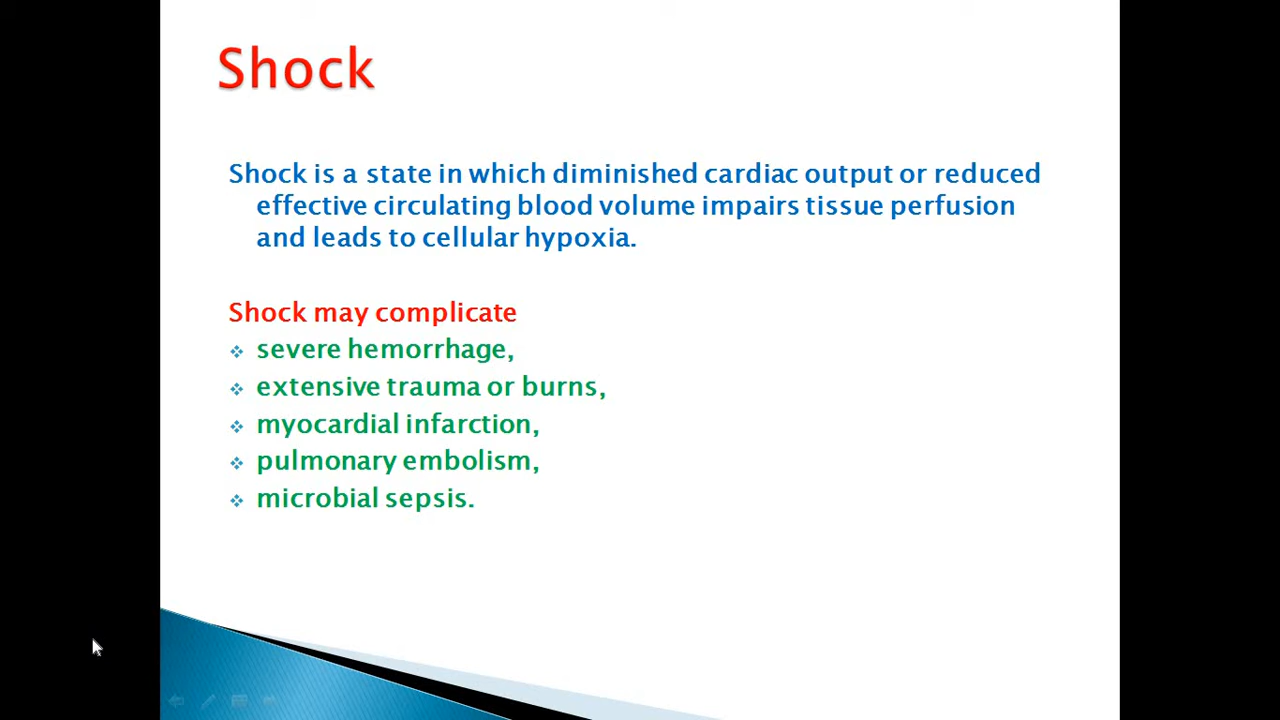 Shock
Shock is a state in which diminished cardiac output or reduced
effective circulating blood volume impairs tissue perfusion
and leads to cellular hypoxia.
Shock may complicate
severe hemorrhage,
extensive trauma or burns,
myocardial infarction,
pulmonary embolism,
microbial sepsis.